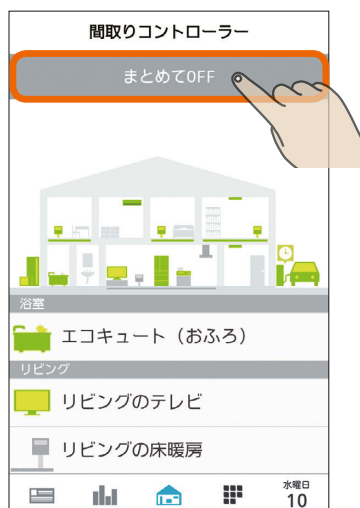 間取りコントローラー
まとめてOFF
浴室
エコキュート（おふろ）
リビング
リビングのテレビ
リビングの床暖房
水曜日
10